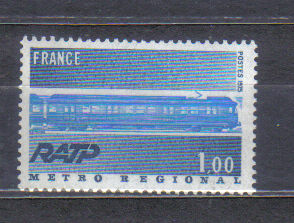 FRANCE
POSTES 1975
RATP
1.00
METRO REGIONAL